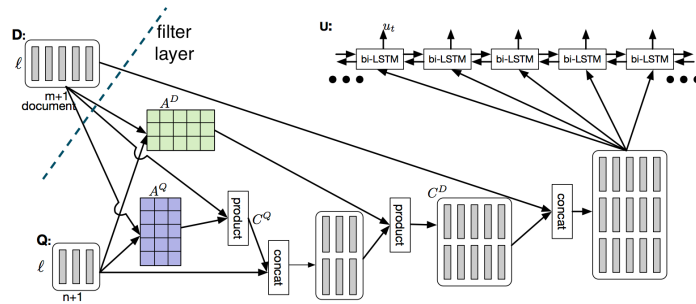 D:
filter
layer
U:
u_t
bi-LSTM
bi-LSTM
bi-LSTM
bi-LSTM
bi-LSTM
ℓ
m+1
document
A^D
A^Q
product
C^Q
product
C^D
concat
Q:
ℓ
n+1
concat